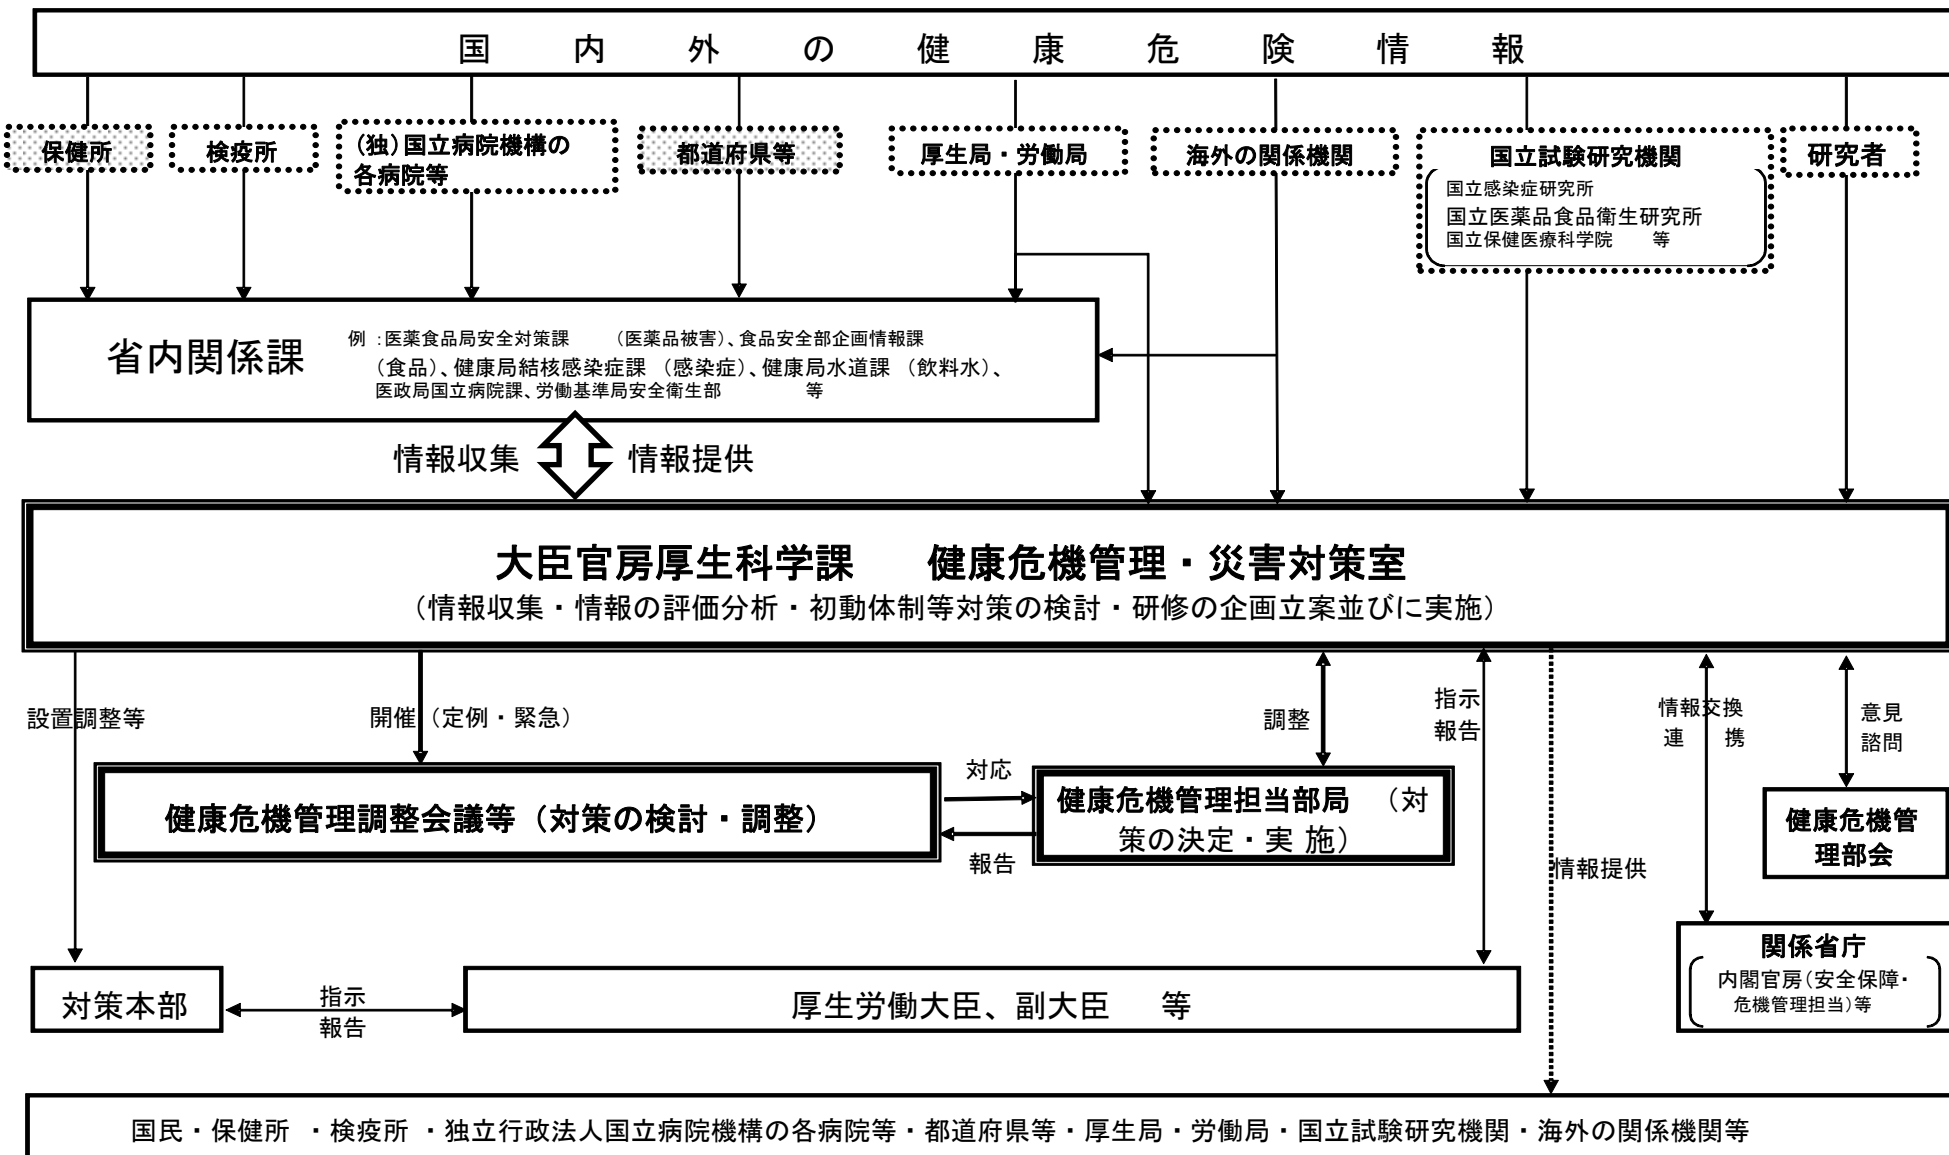 国内外の健康危険情報
保健所
検疫所
(独)国立病院機構の
各病院等
都道府県等
厚生局・労働局
海外の関係機関
国立試験研究機関
国立感染症研究所
国立医薬品食品衛生研究所
国立保健医療科学院　等
研究者
省内関係課
例：医薬食品局安全対策課　（医薬品被害）、食品安全部企画情報課
（食品）、健康局結核感染症課（感染症）、健康局水道課（飲料水）、
医政局国立病院課、労働基準局安全衛生部　等
情報収集
情報提供
大臣官房厚生科学課　健康危機管理・災害対策室
（情報収集・情報の評価分析・初動体制等対策の検討・研修の企画立案並びに実施）
設置調整等
開催（定例・緊急）
調整
指示
報告
情報交換
連　携
意見
諮問
健康危機管理調整会議等（対策の検討・調整）
対応
報告
健康危機管理担当部局　（対
策の決定・実 施）
情報提供
健康危機管
理部会
関係省庁
内閣官房（安全保障・
危機管理担当）等
対策本部
指示
報告
厚生労働大臣、副大臣　等
国民・保健所・検疫所・独立行政法人国立病院機構の各病院等・都道府県等・厚生局・労働局・国立試験研究機関・海外の関係機関等